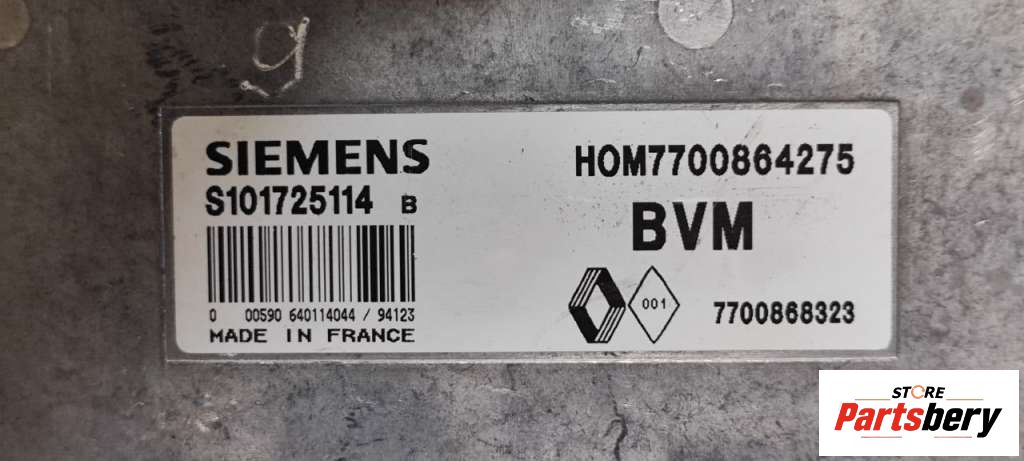 g
SIEMENS
S101725114 B
0 00590 640114044 / 94123
MADE IN FRANCE
HOM7700864275
BVM
001
7700868323
STORE
Partsbery